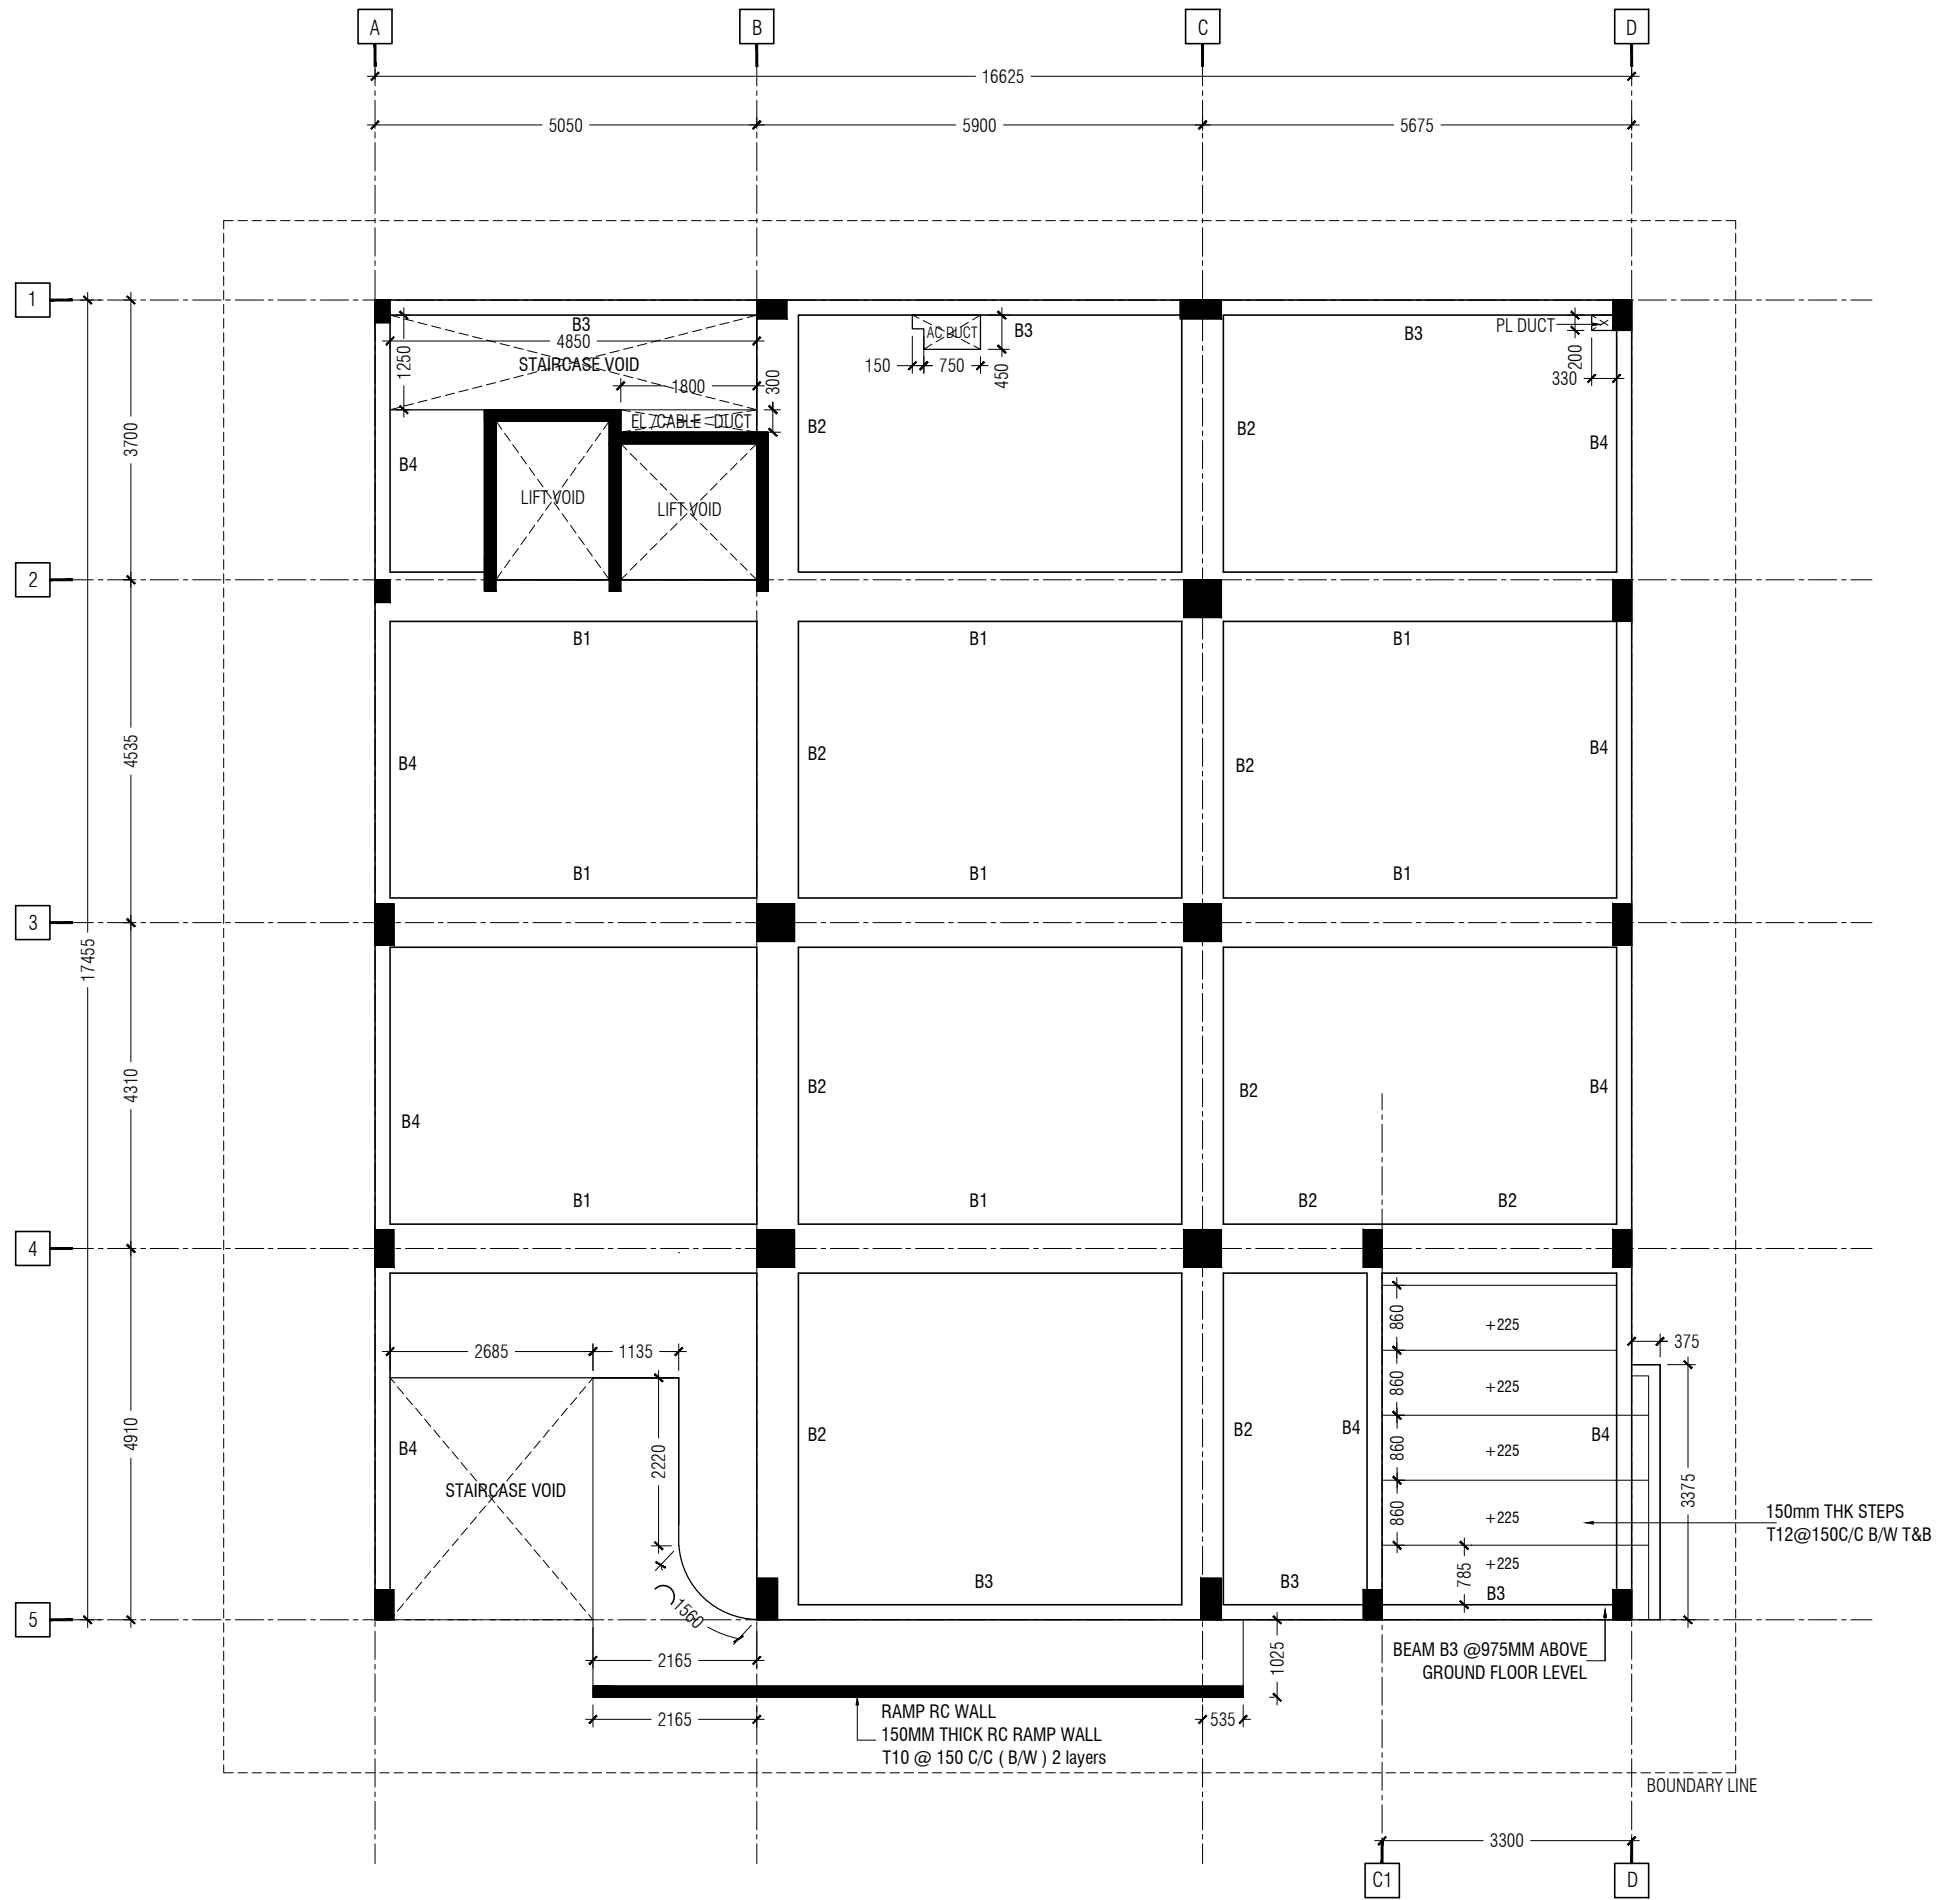 A B C D
16625
5050 5900 5675
1
B3
4850
STAIRCASE VOID
1250
1800
300
EL /CABLE DUCT
AC DUCT
B3
150 750 450
B3
PL DUCT
200
330
3700
B4
LIFT VOID
LIFT VOID
B2
B2
B4
2
B1 B1 B1
4535
B4
B2
B2
B4
B1 B1 B1
3
17455
4310
B4
B2
B2
B4
B1 B1 B2 B2
4
860
+225
375
2685 1135
860
+225
4910
B4
2220
B2
B2
B4
860
+225
B4
STAIRCASE VOID
3375
860
+225
150mm THK STEPS
T12@150C/C B/W T&B
785
+225
B3
B3
B3
1560
5
2165
1025
BEAM B3 @975MM ABOVE
GROUND FLOOR LEVEL
2165
535
RAMP RC WALL
150MM THICK RC RAMP WALL
T10 @ 150 C/C ( B/W ) 2 layers
BOUNDARY LINE
3300
C1 D